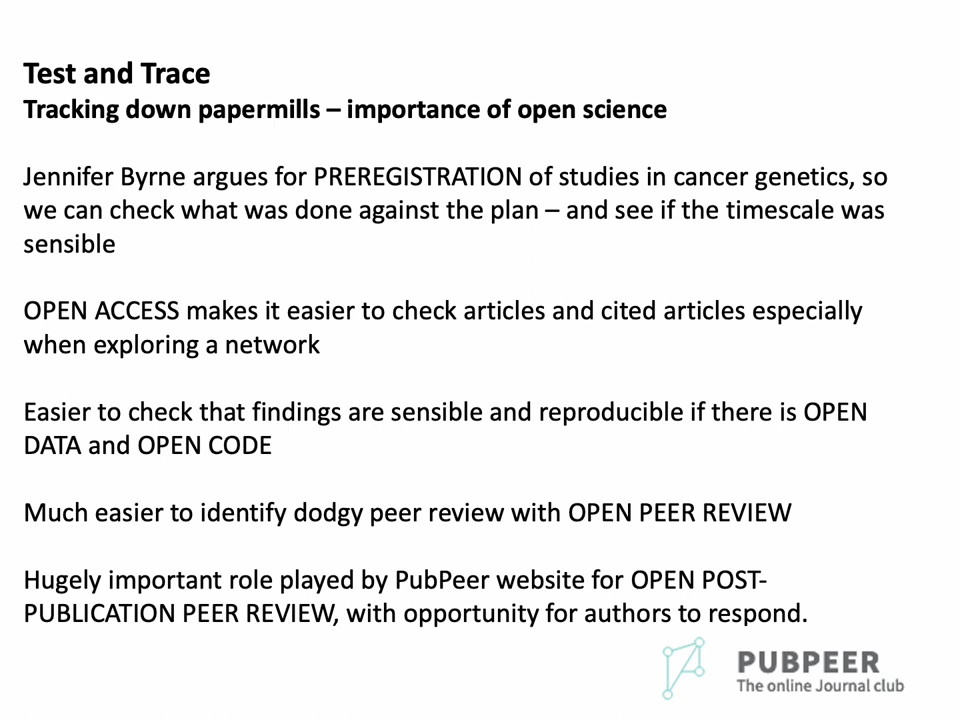 Test and Trace
Tracking down papermills – importance of open science
Jennifer Byrne argues for PREREGISTRATION of studies in cancer genetics, so
we can check what was done against the plan – and see if the timescale was
sensible
OPEN ACCESS makes it easier to check articles and cited articles especially
when exploring a network
Easier to check that findings are sensible and reproducible if there is OPEN
DATA and OPEN CODE
Much easier to identify dodgy peer review with OPEN PEER REVIEW
Hugely important role played by PubPeer website for OPEN POST-
PUBLICATION PEER REVIEW, with opportunity for authors to respond.
PUBPEER
The online Journal club